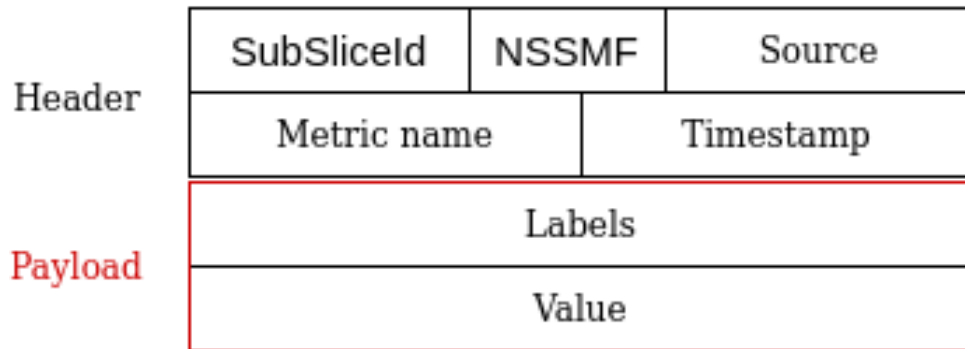 SubSliceId NSSMF Source
Header
Metric name Timestamp
Labels
Payload
Value